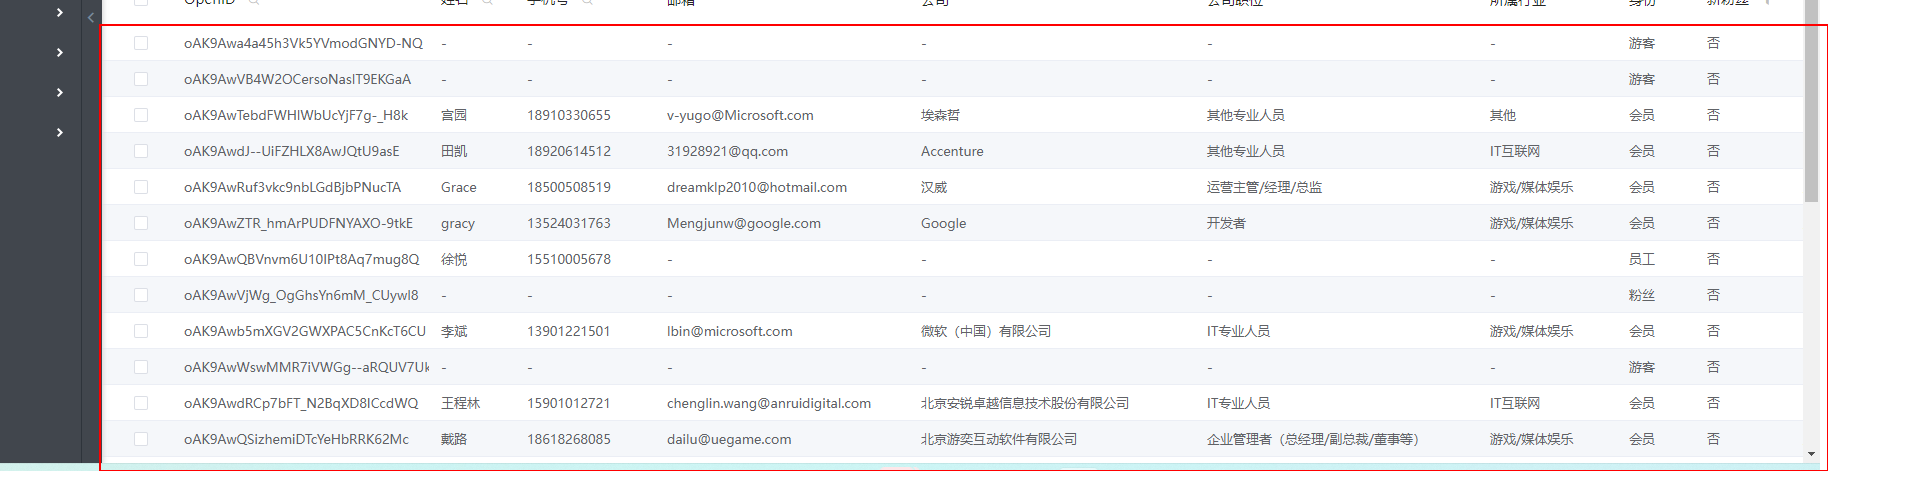 OpenID 姓名 手机号 邮箱 公司 公司职位 所属行业 身份 新粉丝
oAK9Awa4a45h3Vk5YVmodGNYD-NQ - - - - - - 游客 否
oAK9AwVB4W2OCersoNasIT9EKGaA - - - - - - 游客 否
oAK9AwTebdFWHlWbUcYjF7g-_H8k 宫园 18910330655 v-yugo@Microsoft.com 埃森哲 其他专业人员 其他 会员 否
oAK9AwdJ--UiFZHLX8AwJQtU9asE 田凯 18920614512 31928921@qq.com Accenture 其他专业人员 IT互联网 会员 否
oAK9AwRuf3vkc9nbLGdBjbPNucTA Grace 18500508519 dreamklp2010@hotmail.com 汉威 运营主管/经理/总监 游戏/媒体娱乐 会员 否
oAK9AwZTR_hmArPUDFNYAXO-9tkE gracy 13524031763 Mengjunw@google.com Google 开发者 游戏/媒体娱乐 会员 否
oAK9AwQBVnvm6U10IPt8Aq7mug8Q 徐悦 15510005678 - - - - 员工 否
oAK9AwVjWg_OgGhsYn6mM_CUywI8 - - - - - - 粉丝 否
oAK9Awb5mXGV2GWXPAC5CnKcT6CU 李斌 13901221501 lbin@microsoft.com 微软（中国）有限公司 IT专业人员 游戏/媒体娱乐 会员 否
oAK9AwWswMMR7iVWGg--aRQUV7Uk - - - - - - 游客 否
oAK9AwdRCp7bFT_N2BqXD8ICcdWQ 王程林 15901012721 chenglin.wang@anruidigital.com 北京安锐卓越信息技术股份有限公司 IT专业人员 IT互联网 会员 否
oAK9AwQSizhemiDTcYeHbRRK62Mc 戴路 18618268085 dailu@uegame.com 北京游奕互动软件有限公司 企业管理者（总经理/副总裁/董事等） 游戏/媒体娱乐 会员 否